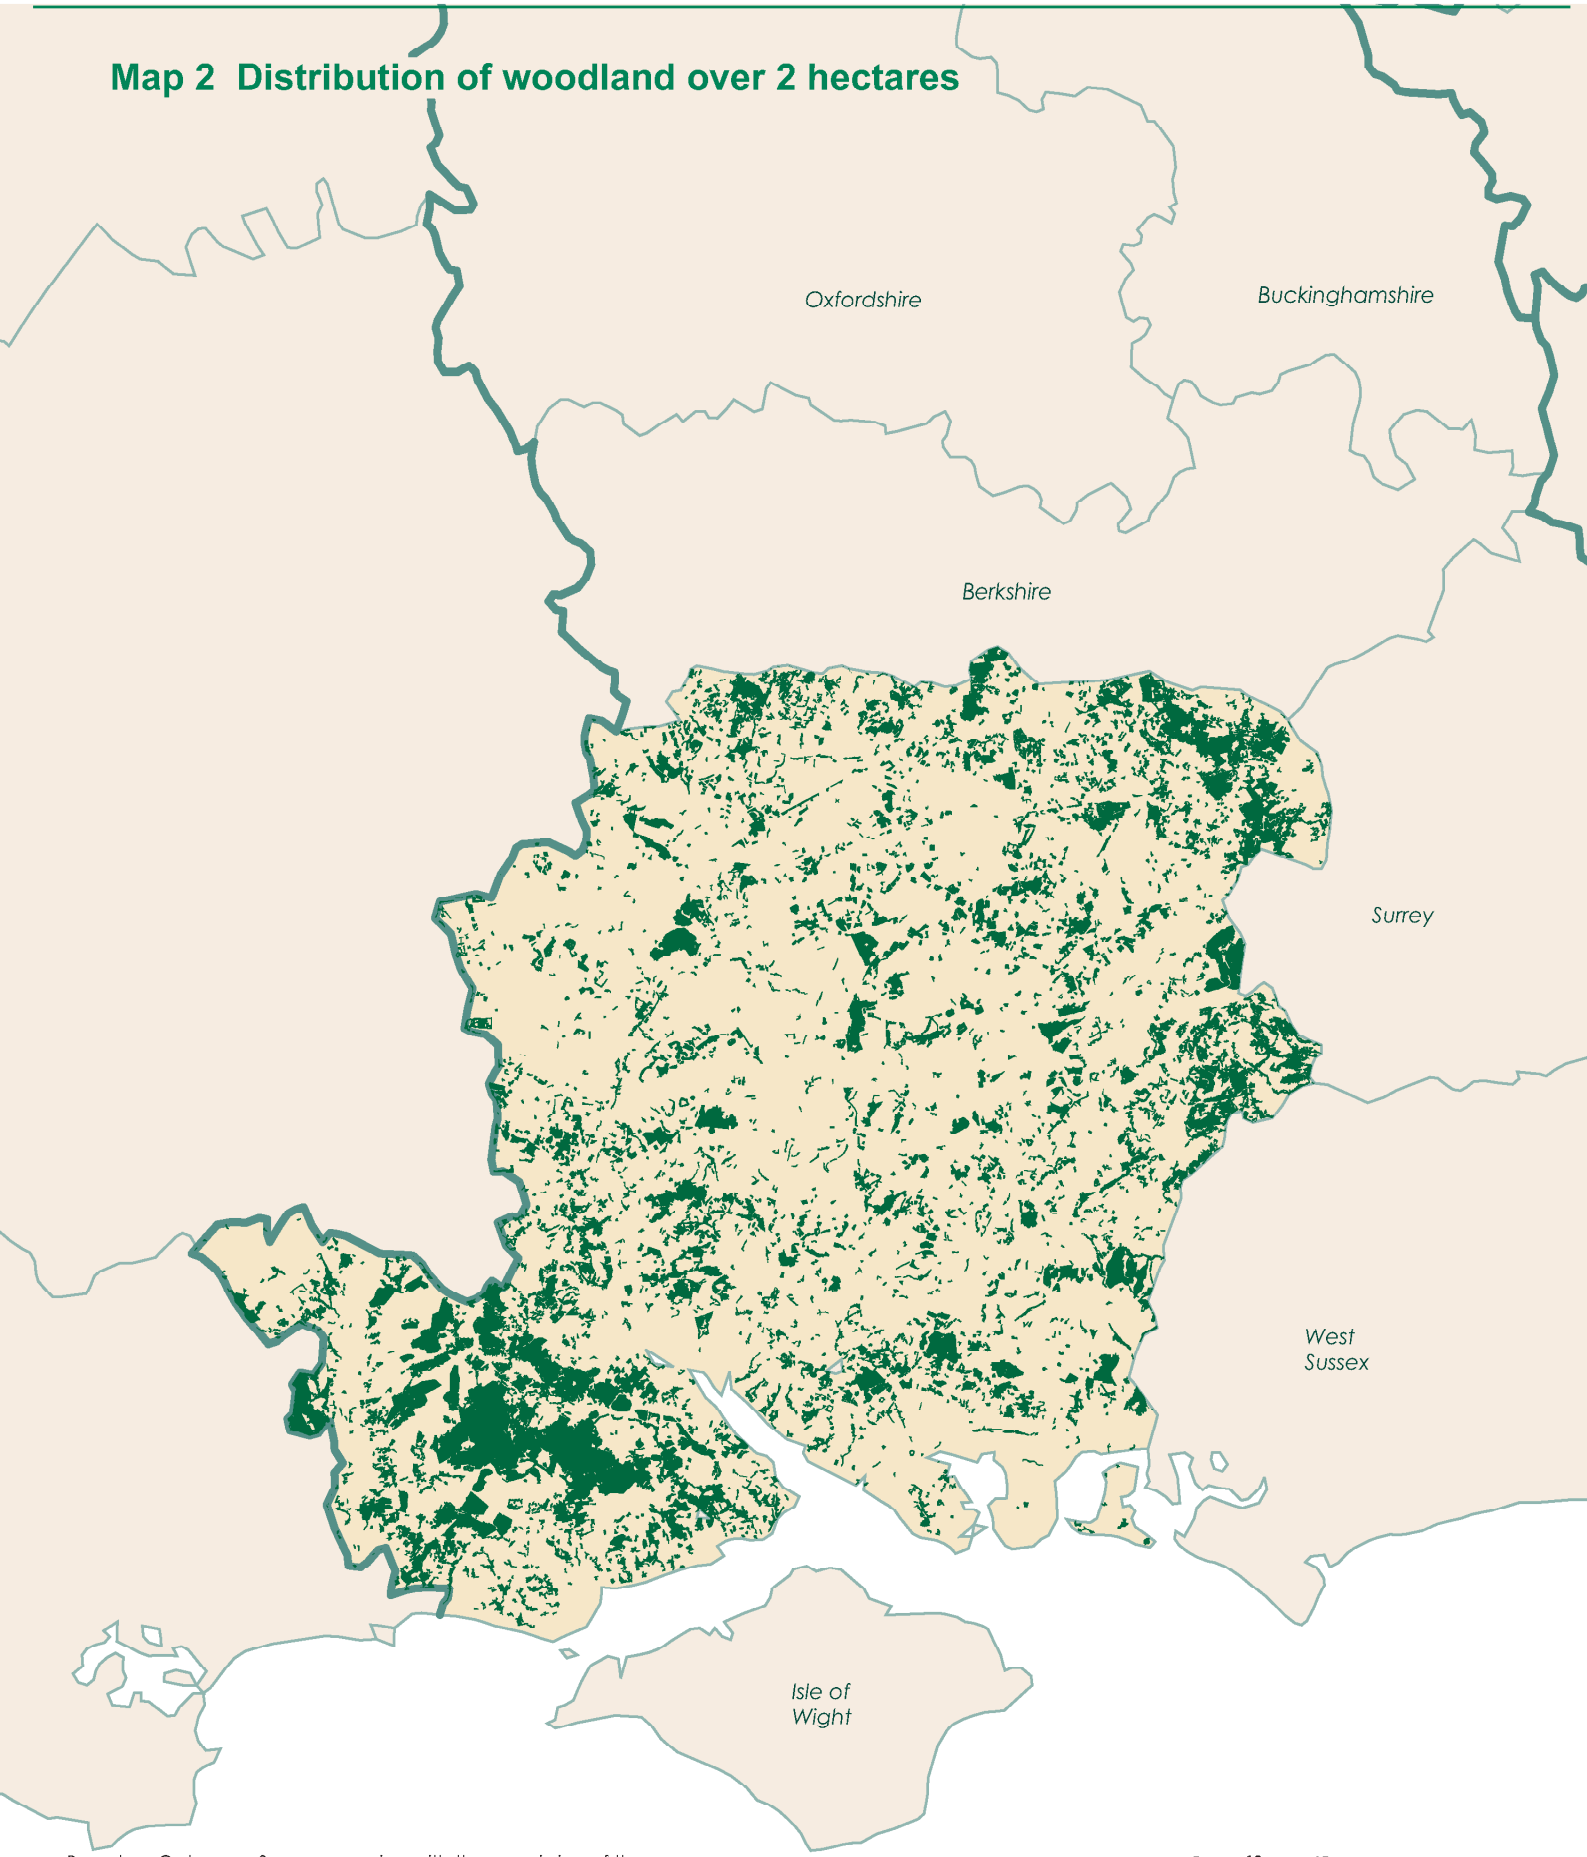 Map 2 Distribution of woodland over 2 hectares
Oxfordshire
Buckinghamshire
Berkshire
Surrey
West
Sussex
Isle of
Wight